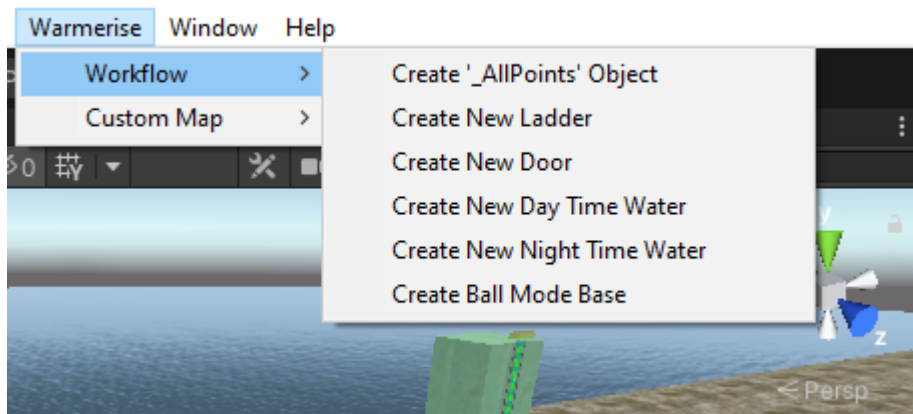 Warmerise Window Help
Workflow >
Custom Map >
Create '_AllPoints' Object
Create New Ladder
Create New Door
Create New Day Time Water
Create New Night Time Water
Create Ball Mode Base
0
y
z
< Persp